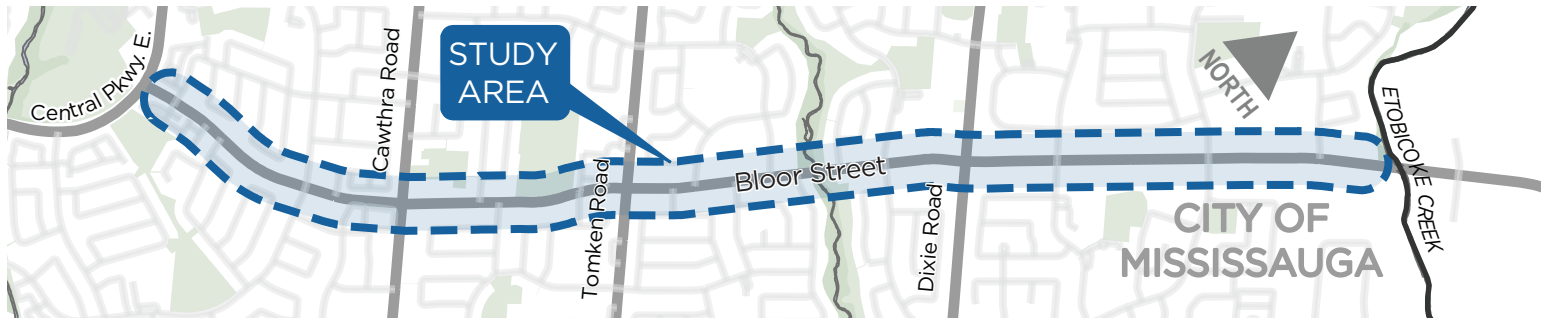 Central Pkwy. E.
Cawthra Road
STUDY
AREA
Tomken Road
Bloor Street
Dixie Road
NORTH
ETOBICOKE CREEK
CITY OF
MISSISSAUGA